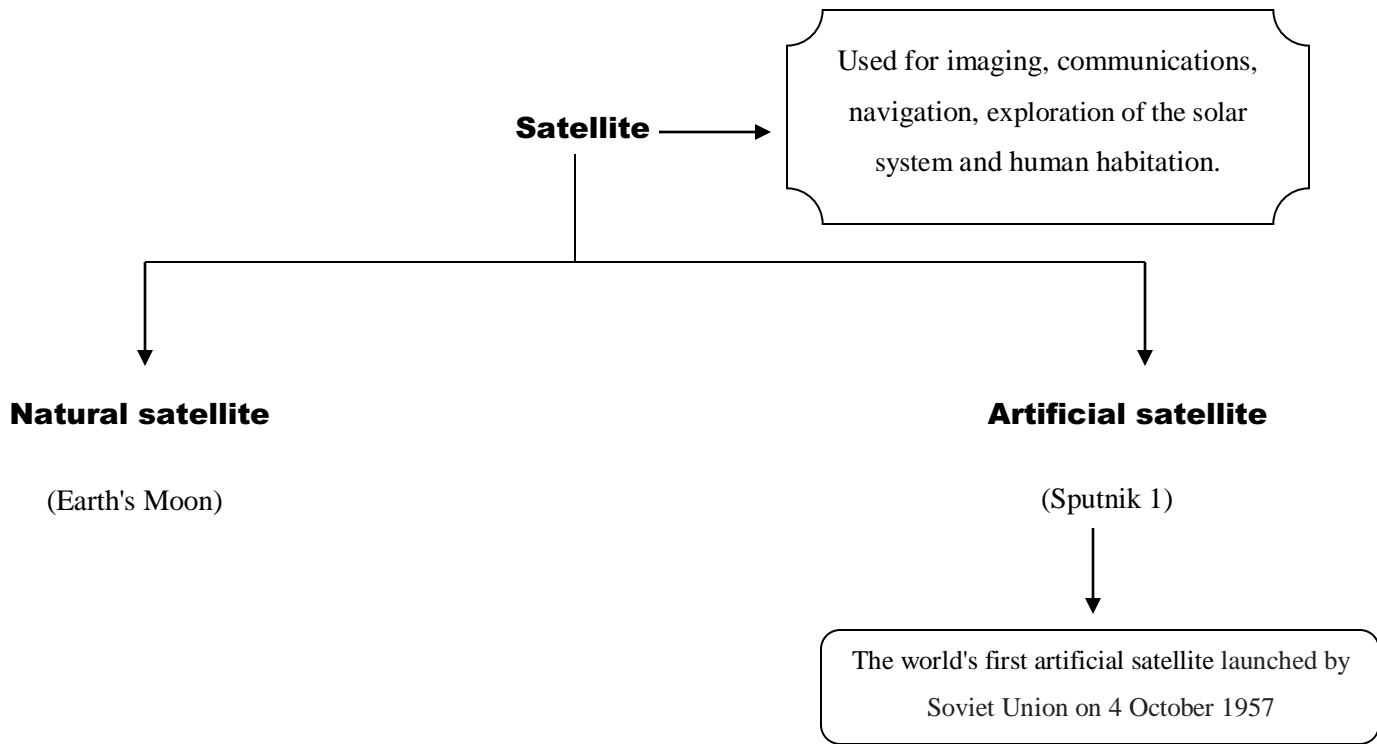 Used for imaging, communications,
navigation, exploration of the solar
system and human habitation.
Satellite
Natural satellite
Artificial satellite
(Earth's Moon)
(Sputnik 1)
The world's first artificial satellite launched by
Soviet Union on 4 October 1957